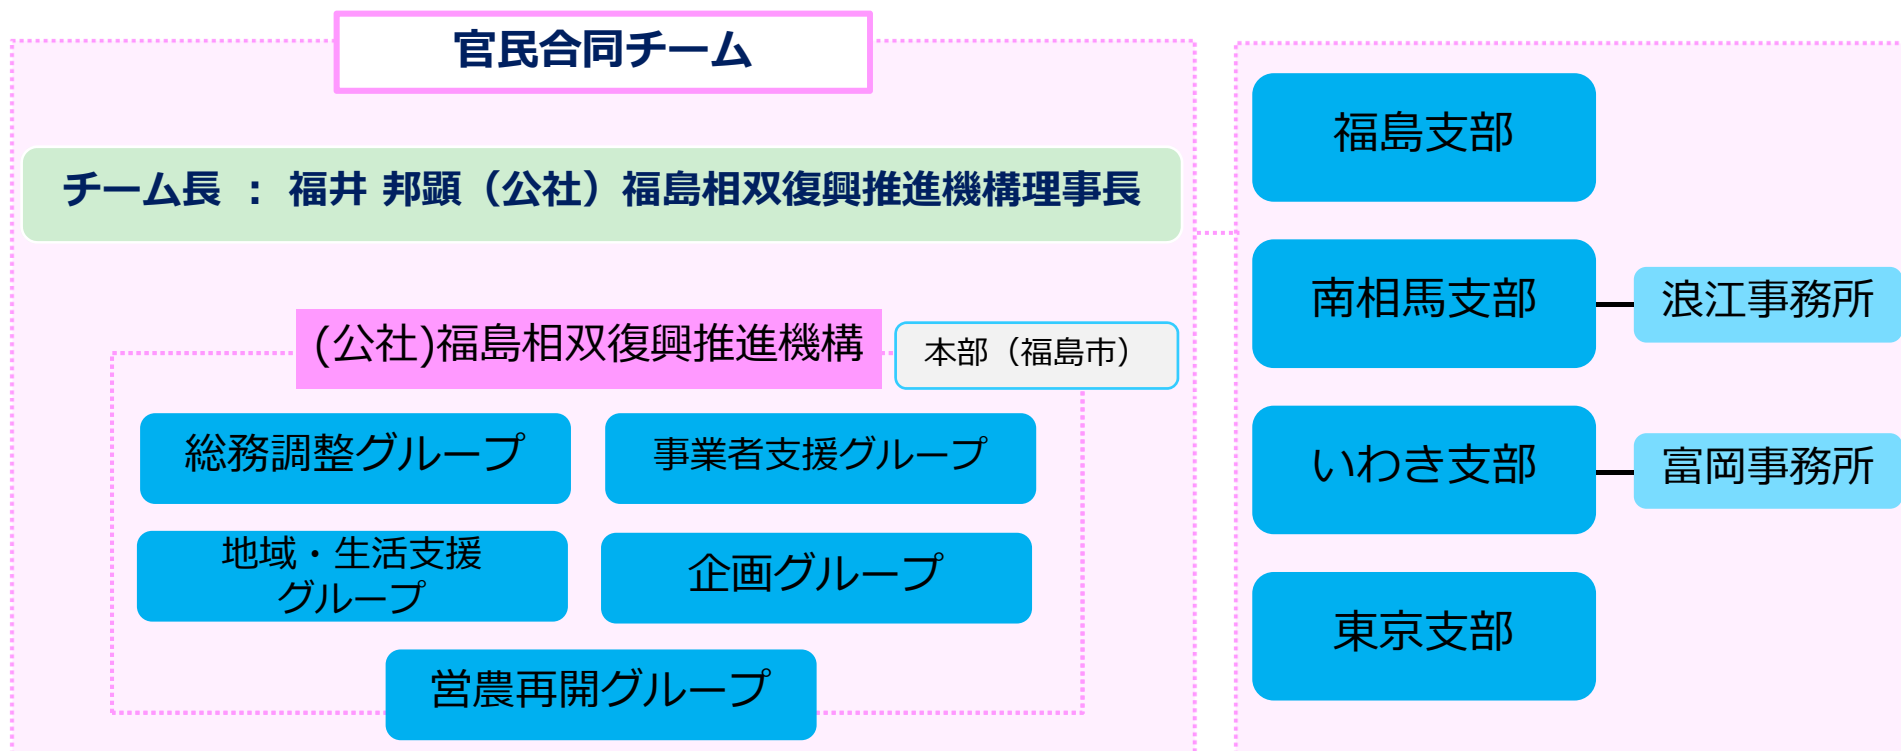 官民合同チーム
チーム長 : 福井 邦顕（公社）福島相双復興推進機構理事長
(公社)福島相双復興推進機構
本部（福島市）
総務調整グループ
事業者支援グループ
地域・生活支援
グループ
企画グループ
営農再開グループ
福島支部
南相馬支部
浪江事務所
いわき支部
富岡事務所
東京支部